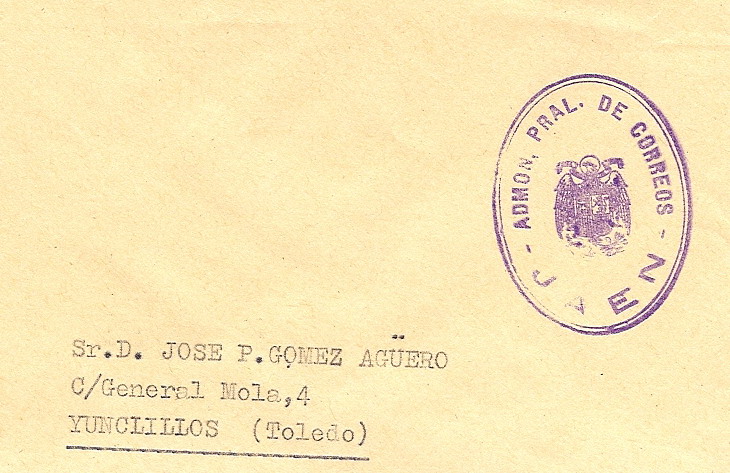 ADMON. PRAL. DE CORREOS
- JAEN -
Sr.D. JOSE P.GOMEZ AGÜERO
C/General Mola,4
YUNCLILLOS (Toledo)